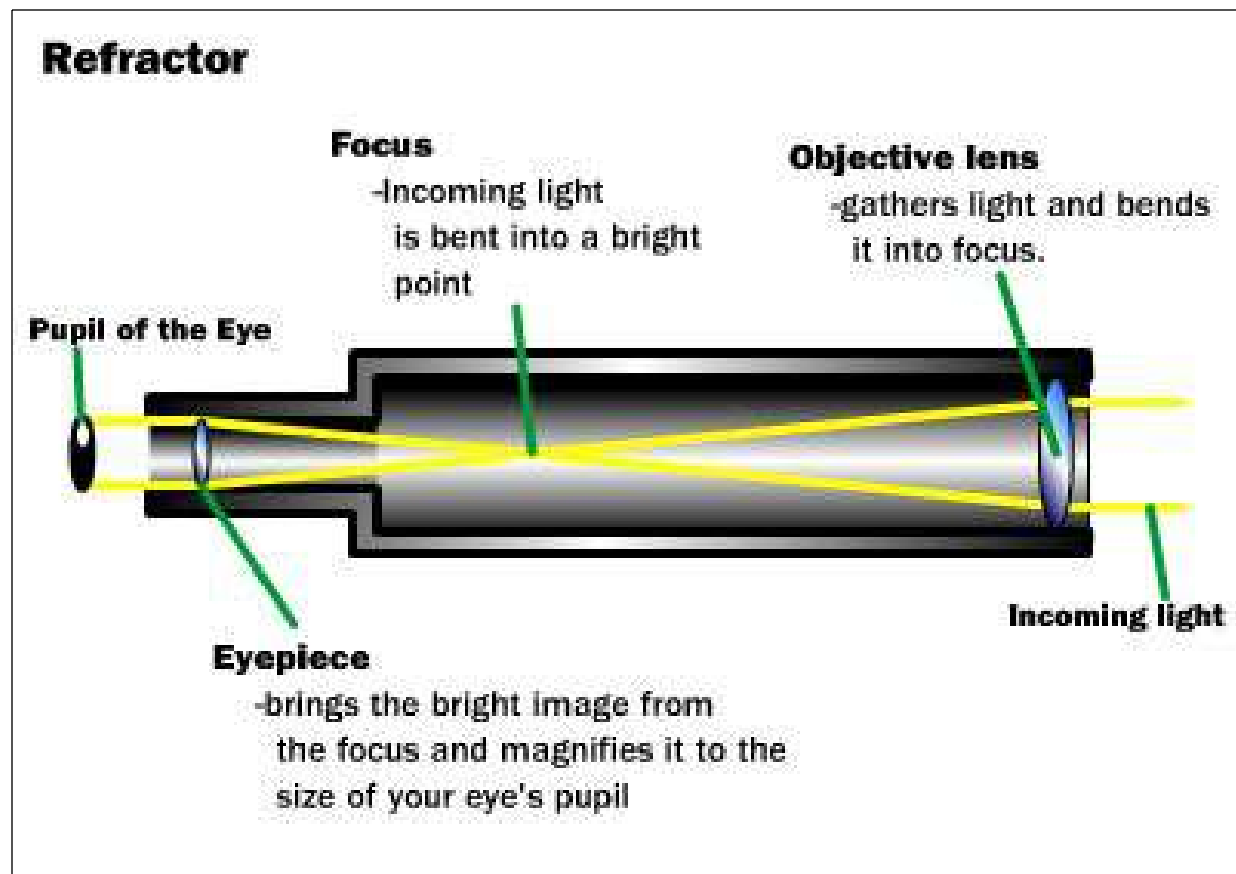 Refractor
Focus
-Incoming light
is bent into a bright
point
Objective lens
-gathers light and bends
it into focus.
Pupil of the Eye
Incoming light
Eyepiece
-brings the bright image from
the focus and magnifies it to the
size of your eye's pupil